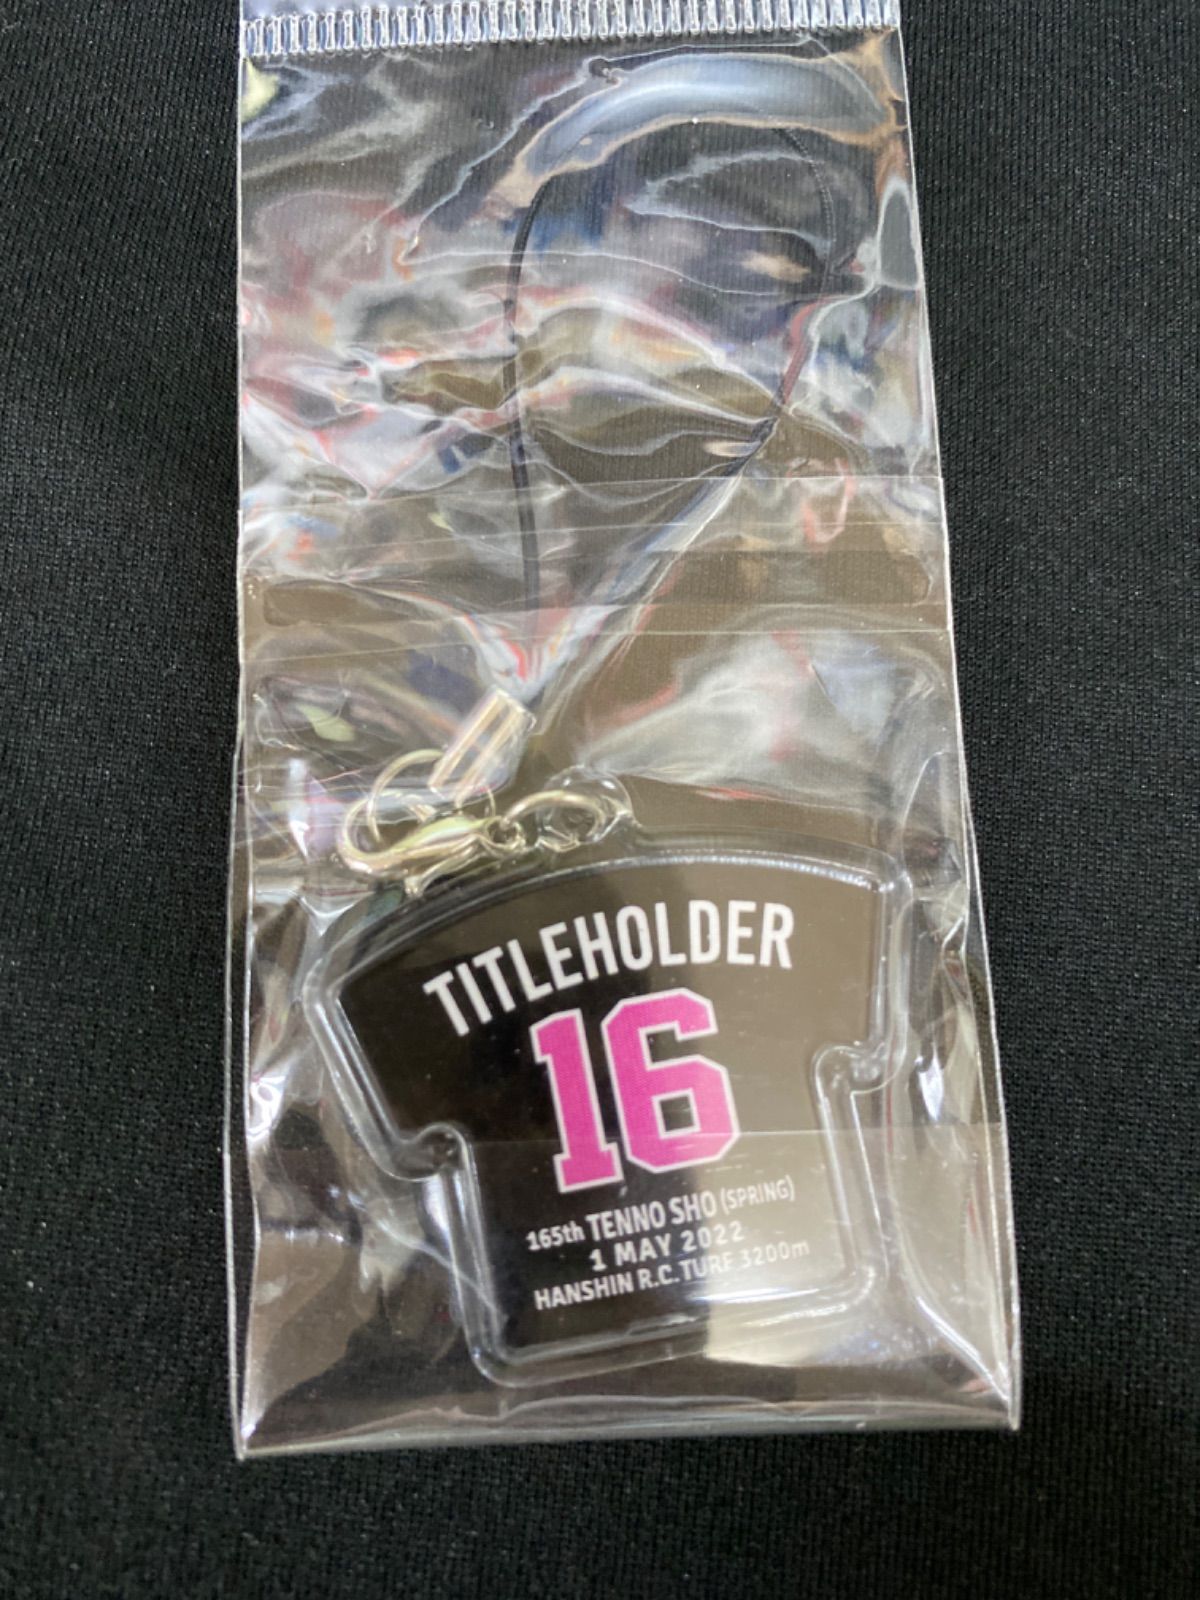 TITLEHOLDER
16
165th TENNO SHO (SPRING)
1 MAY 2022
HANSHIN R.C. TURF 3200m